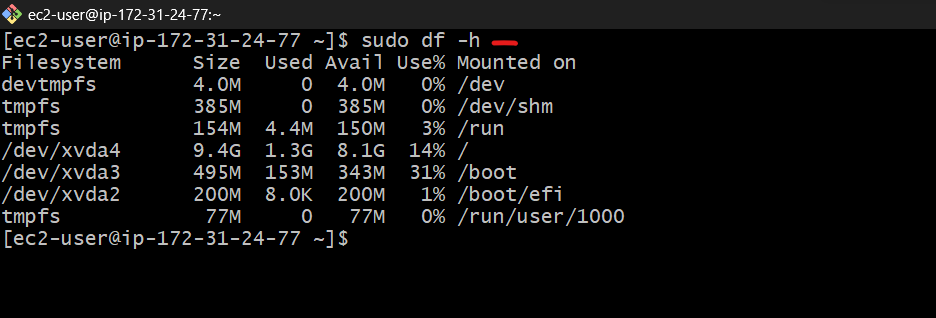 ec2-user@ip-172-31-24-77:~
[ec2-user@ip-172-31-24-77 ~]$ sudo df -h
Filesystem      Size  Used Avail Use% Mounted on
devtmpfs        4.0M     0  4.0M   0% /dev
tmpfs           385M     0  385M   0% /dev/shm
tmpfs           154M  4.4M  150M   3% /run
/dev/xvda4      9.4G  1.3G  8.1G  14% /
/dev/xvda3      495M  153M  343M  31% /boot
/dev/xvda2      200M  8.0K  200M   1% /boot/efi
tmpfs            77M     0   77M   0% /run/user/1000
[ec2-user@ip-172-31-24-77 ~]$